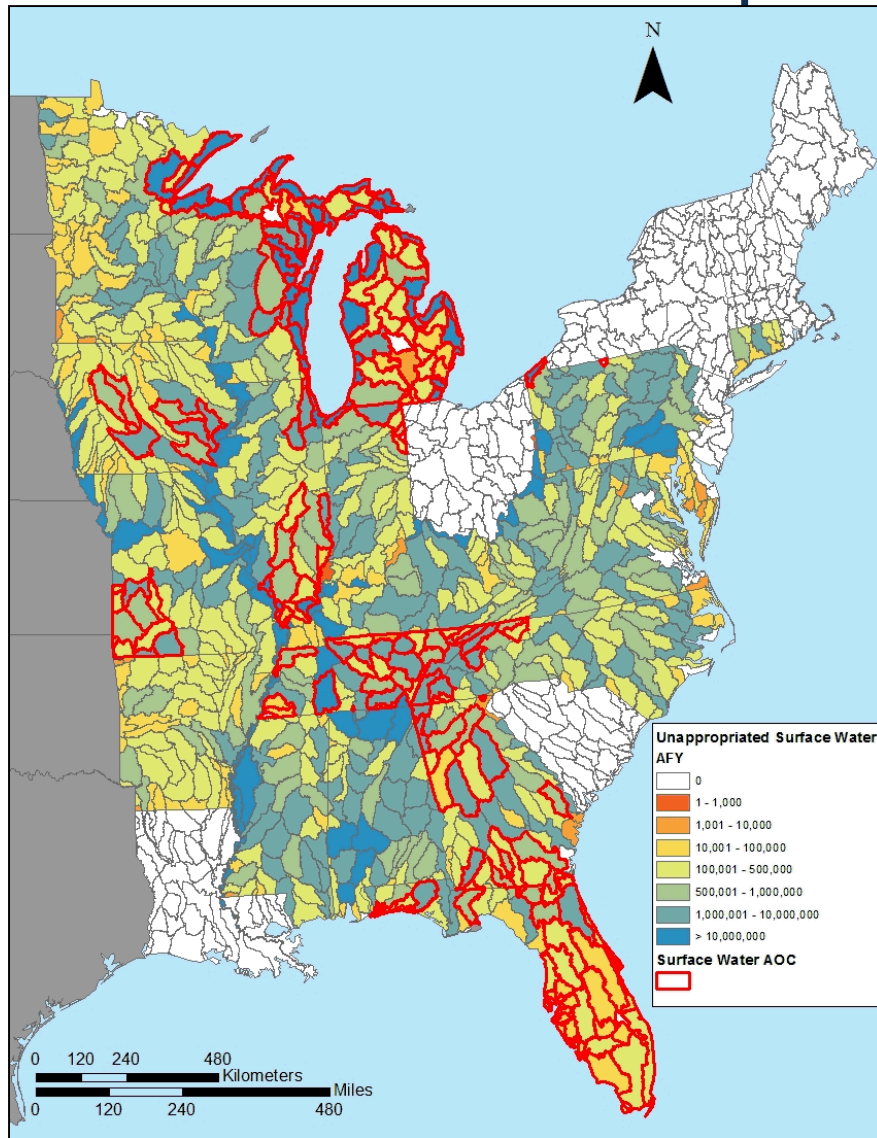 N
Unappropriated Surface Water
AFY
0
1 - 1,000
1,001 - 10,000
10,001 - 100,000
100,001 - 500,000
500,001 - 1,000,000
1,000,001 - 10,000,000
> 10,000,000
Surface Water AOC
0 120 240 480
Kilometers
Miles
0 120 240 480